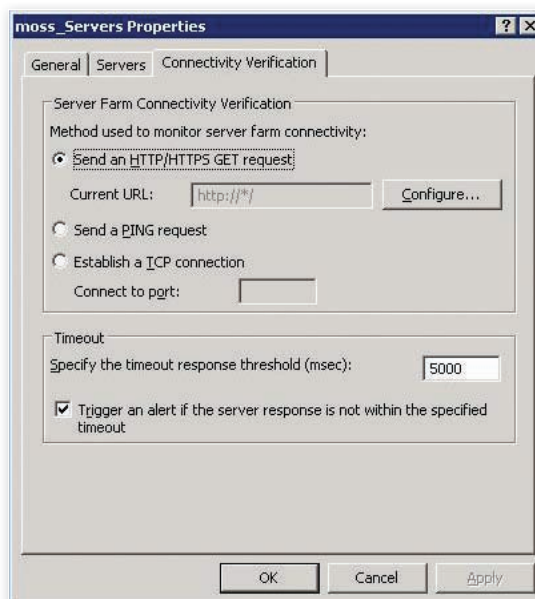 moss_Servers Properties
General Servers Connectivity Verification
Server Farm Connectivity Verification
Method used to monitor server farm connectivity:
Send an HTTP/HTTPS GET request
Current URL: http://*/ Configure...
Send a PING request
Establish a TCP connection
Connect to port:
Timeout
Specify the timeout response threshold (msec): 5000
Trigger an alert if the server response is not within the specified
timeout
OK Cancel Apply